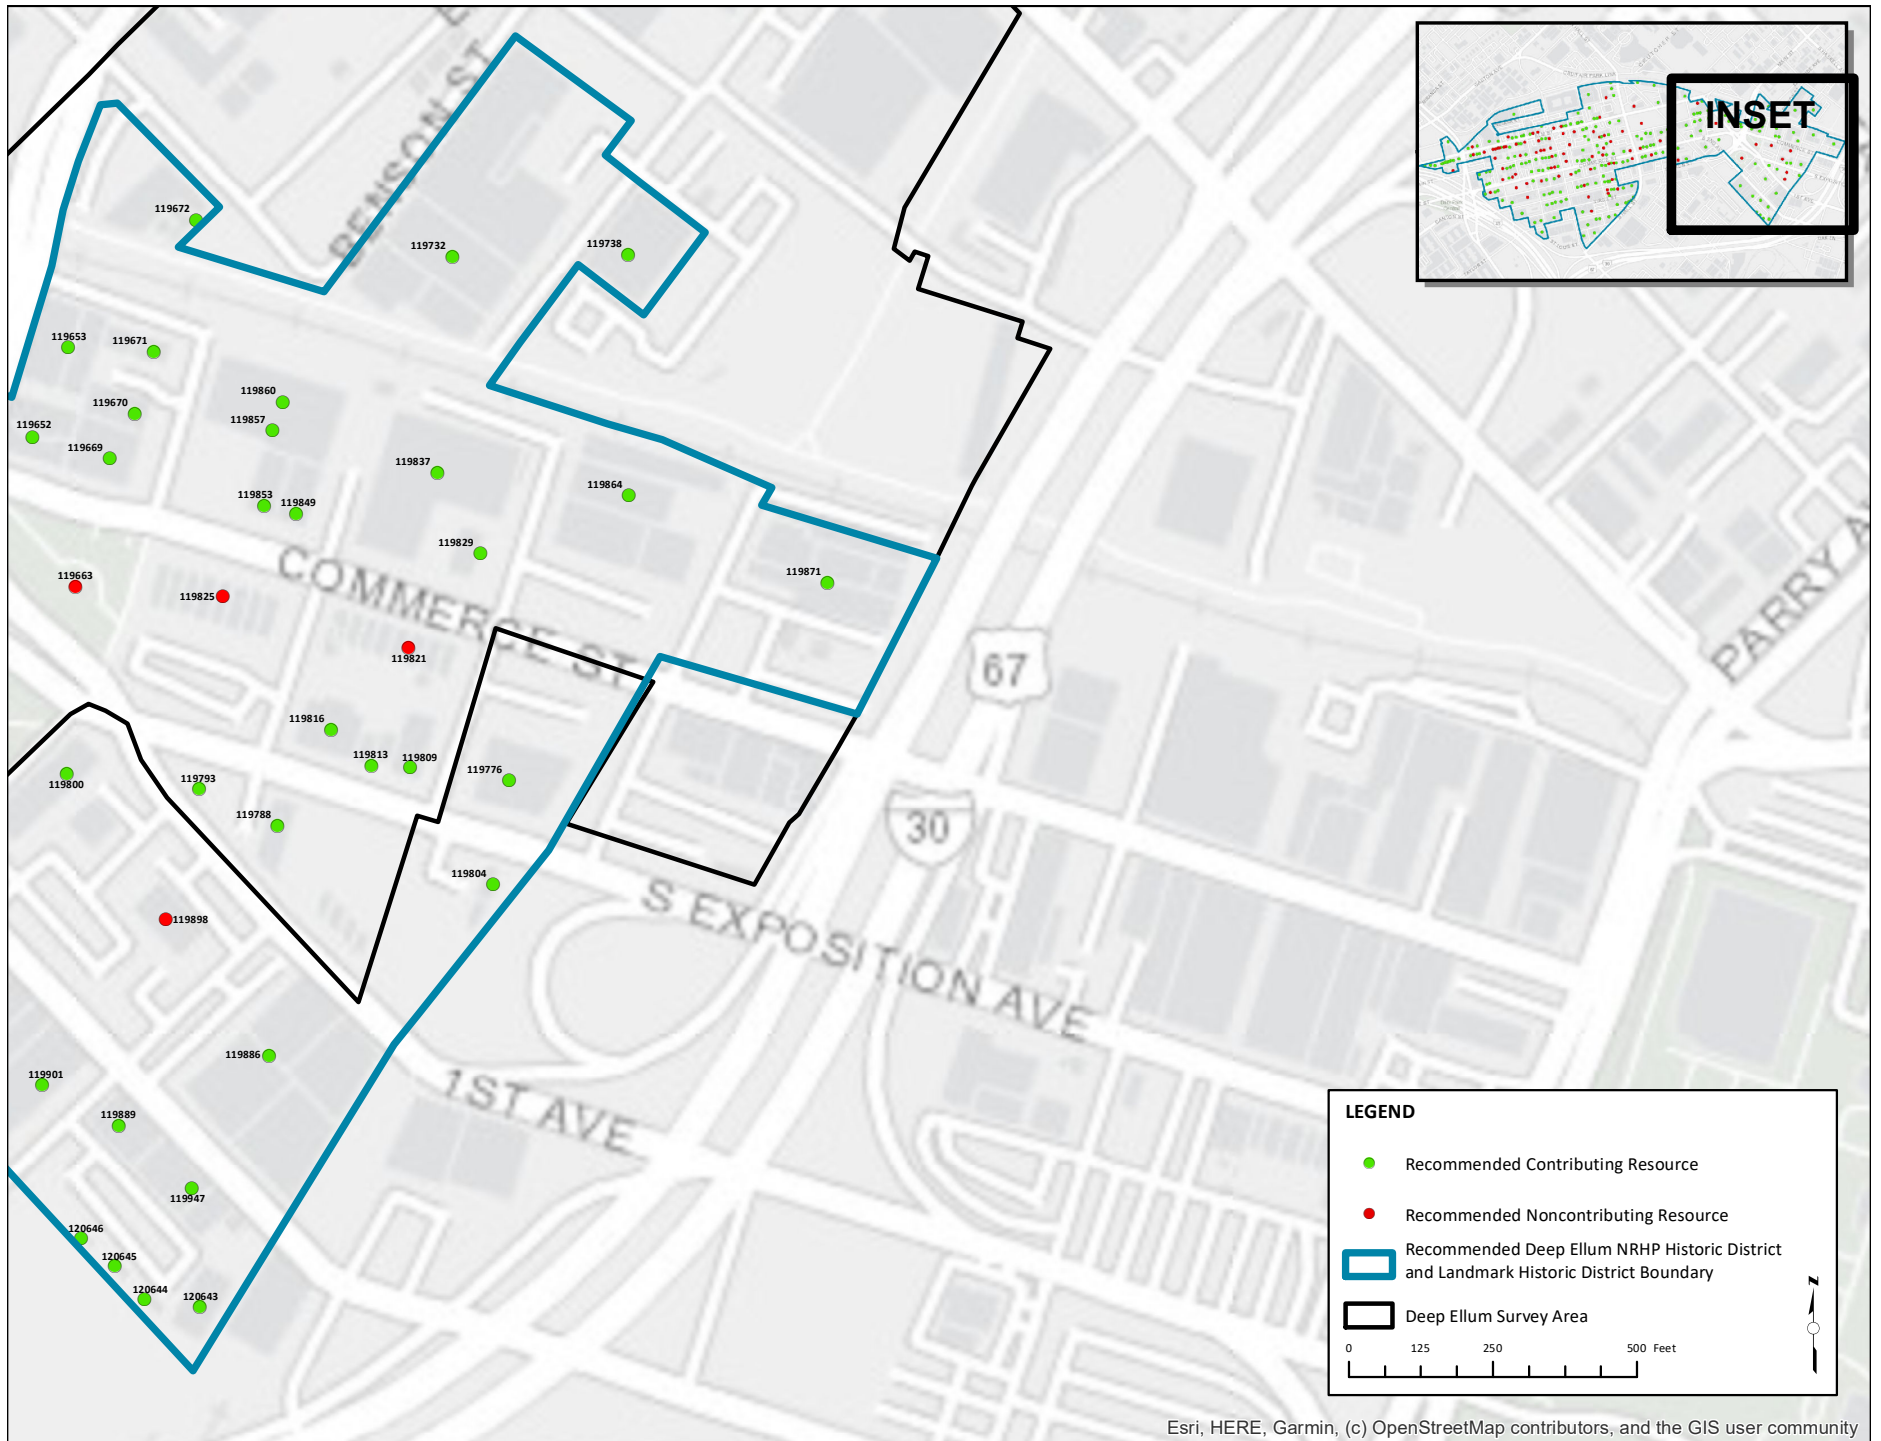 BENSON ST
INSET
119672
119732
119738
119653
119671
119860
119670
119857
119652
119669
119837
119864
119853
119849
119829
119871
119663
119825
COMMERCE ST
119821
67
PARRY A
119816
119813
119809
119776
119800
119793
119788
30
119804
S EXPOSITION AVE
119898
119886
119901
1ST AVE
119889
119947
120646
120645
120644
120643
LEGEND
Recommended Contributing Resource
Recommended Noncontributing Resource
Recommended Deep Ellum NRHP Historic District
and Landmark Historic District Boundary
Deep Ellum Survey Area
0 125 250 500 Feet
N
Esri, HERE, Garmin, (c) OpenStreetMap contributors, and the GIS user community